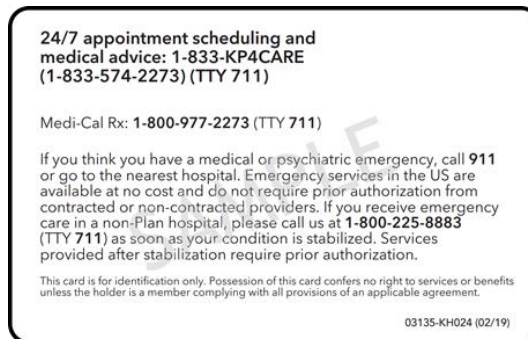 24/7 appointment scheduling and
medical advice: 1-833-KP4CARE
(1-833-574-2273) (TTY 711)
Medi-Cal Rx: 1-800-977-2273 (TTY 711)
If you think you have a medical or psychiatric emergency, call 911
or go to the nearest hospital. Emergency services in the US are
available at no cost and do not require prior authorization from
contracted or non-contracted providers. If you receive emergency
care in a non-Plan hospital, please call us at 1-800-225-8883
(TTY 711) as soon as your condition is stabilized. Services
provided after stabilization require prior authorization.
This card is for identification only. Possession of this card confers no right to services or benefits
unless the holder is a member complying with all provisions of an applicable agreement.
03135-KH024 (02/19)
SAMPLE